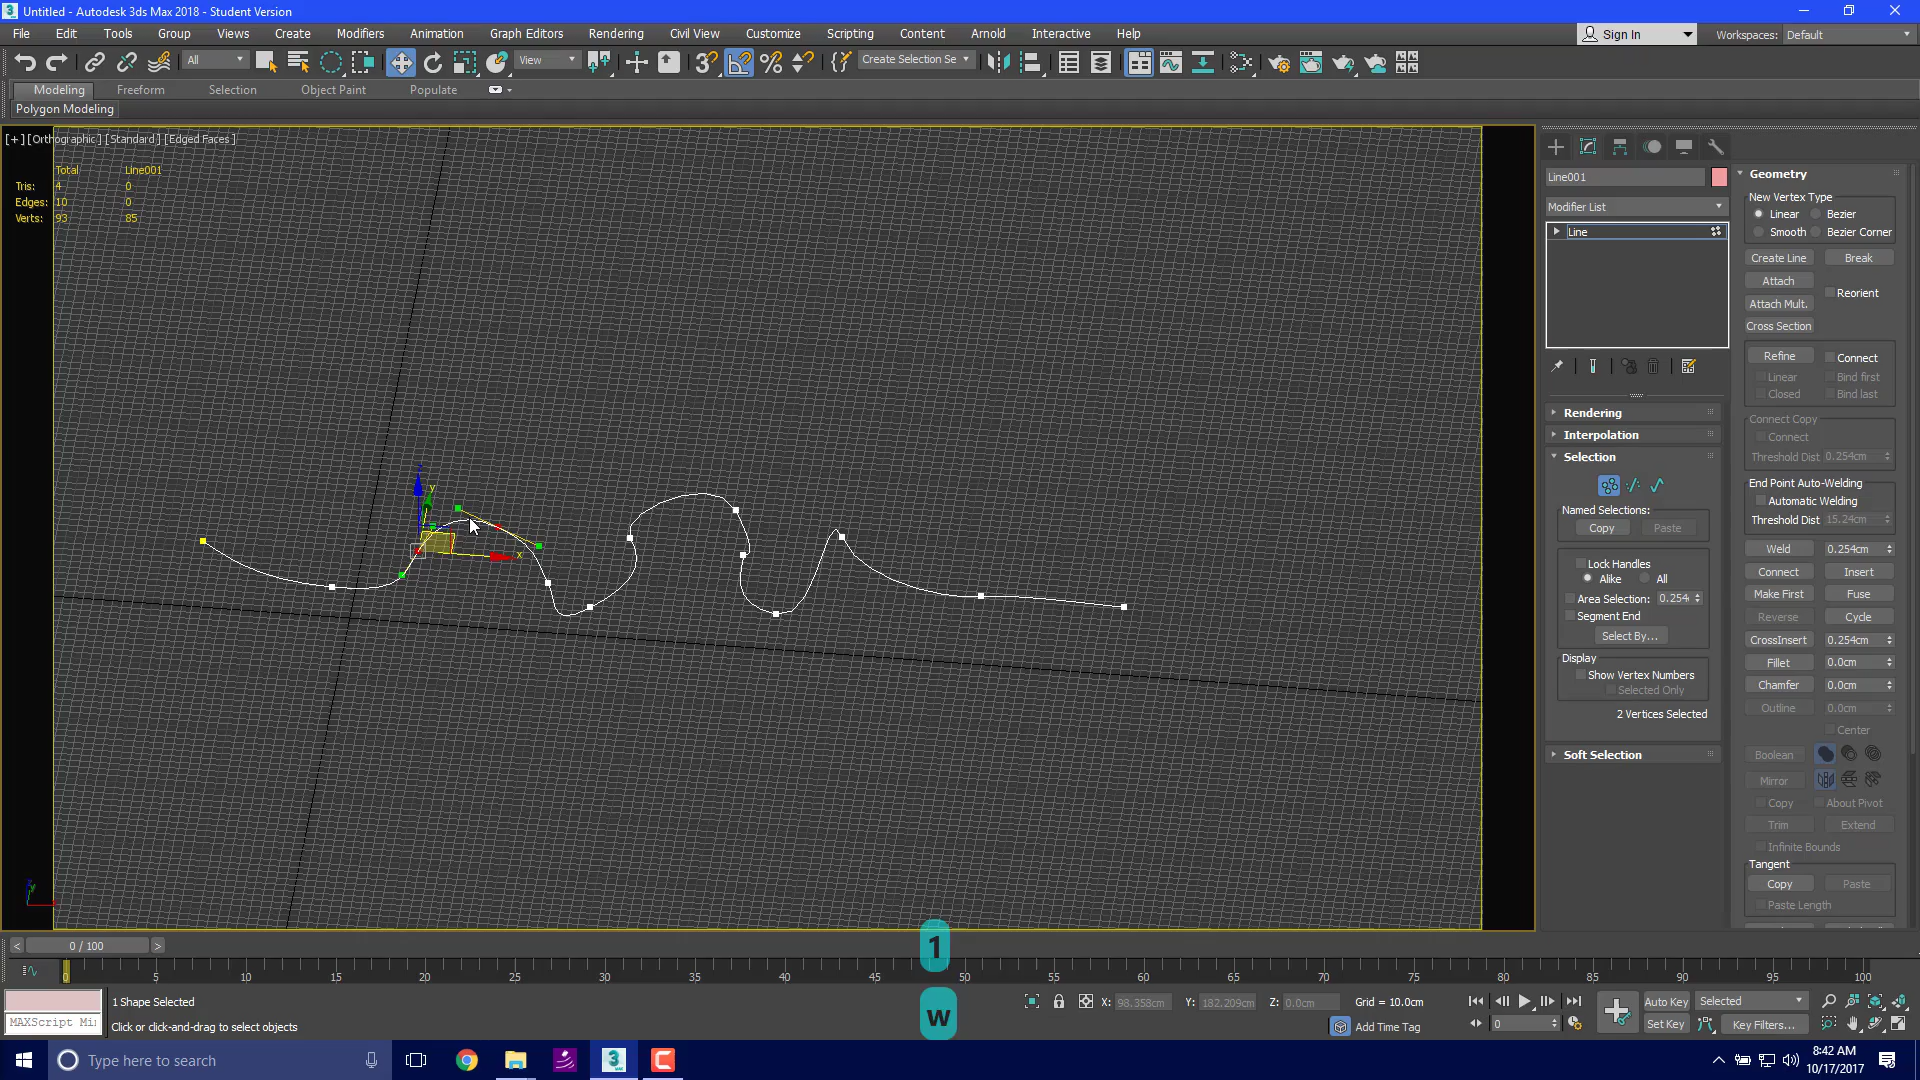 Untitled - Autodesk 3ds Max 2018 - Student Version
File Edit Tools Group Views Create Modifiers Animation Graph Editors Rendering Civil View Customize Scripting Content Arnold Interactive Help
Sign In Workspaces: Default
All View Create Selection Se
Modeling Freeform Selection Object Paint Populate
Polygon Modeling
[+] [Orthographic] [Standard] [Edged Faces]
Total Line001
Tris: 4 0
Edges: 10 0
Verts: 93 85
x
y
Line001
Modifier List
Line
Rendering
Interpolation
Selection
Named Selections:
Copy Paste
Lock Handles
Alike All
Area Selection: 0.254
Segment End
Select By...
Display
Show Vertex Numbers
Selected Only
2 Vertices Selected
Soft Selection
Geometry
New Vertex Type
Linear Bezier
Smooth Bezier Corner
Create Line Break
Attach
Reorient
Attach Mult.
Cross Section
Refine Connect
Linear Bind first
Closed Bind last
Connect Copy
Connect
Threshold Dist 0.254cm
End Point Auto-Welding
Automatic Welding
Threshold Dist 15.24cm
Weld 0.254cm
Connect Insert
Make First Fuse
Reverse Cycle
CrossInsert 0.254cm
Fillet 0.0cm
Chamfer 0.0cm
Outline 0.0cm
Center
Boolean
Mirror
Copy About Pivot
Trim Extend
Infinite Bounds
Tangent
Copy Paste
Paste Length
1
w
< 0 / 100 >
0 5 10 15 20 25 30 35 40 45 50 55 60 65 70 75 80 85 90 95 100
1 Shape Selected
MAXScript Mi
Click or click-and-drag to select objects
X: 98.358cm Y: 182.209cm Z: 0.0cm Grid = 10.0cm
Add Time Tag
0
Auto Key Selected
Set Key Key Filters...
Type here to search
8:42 AM
10/17/2017